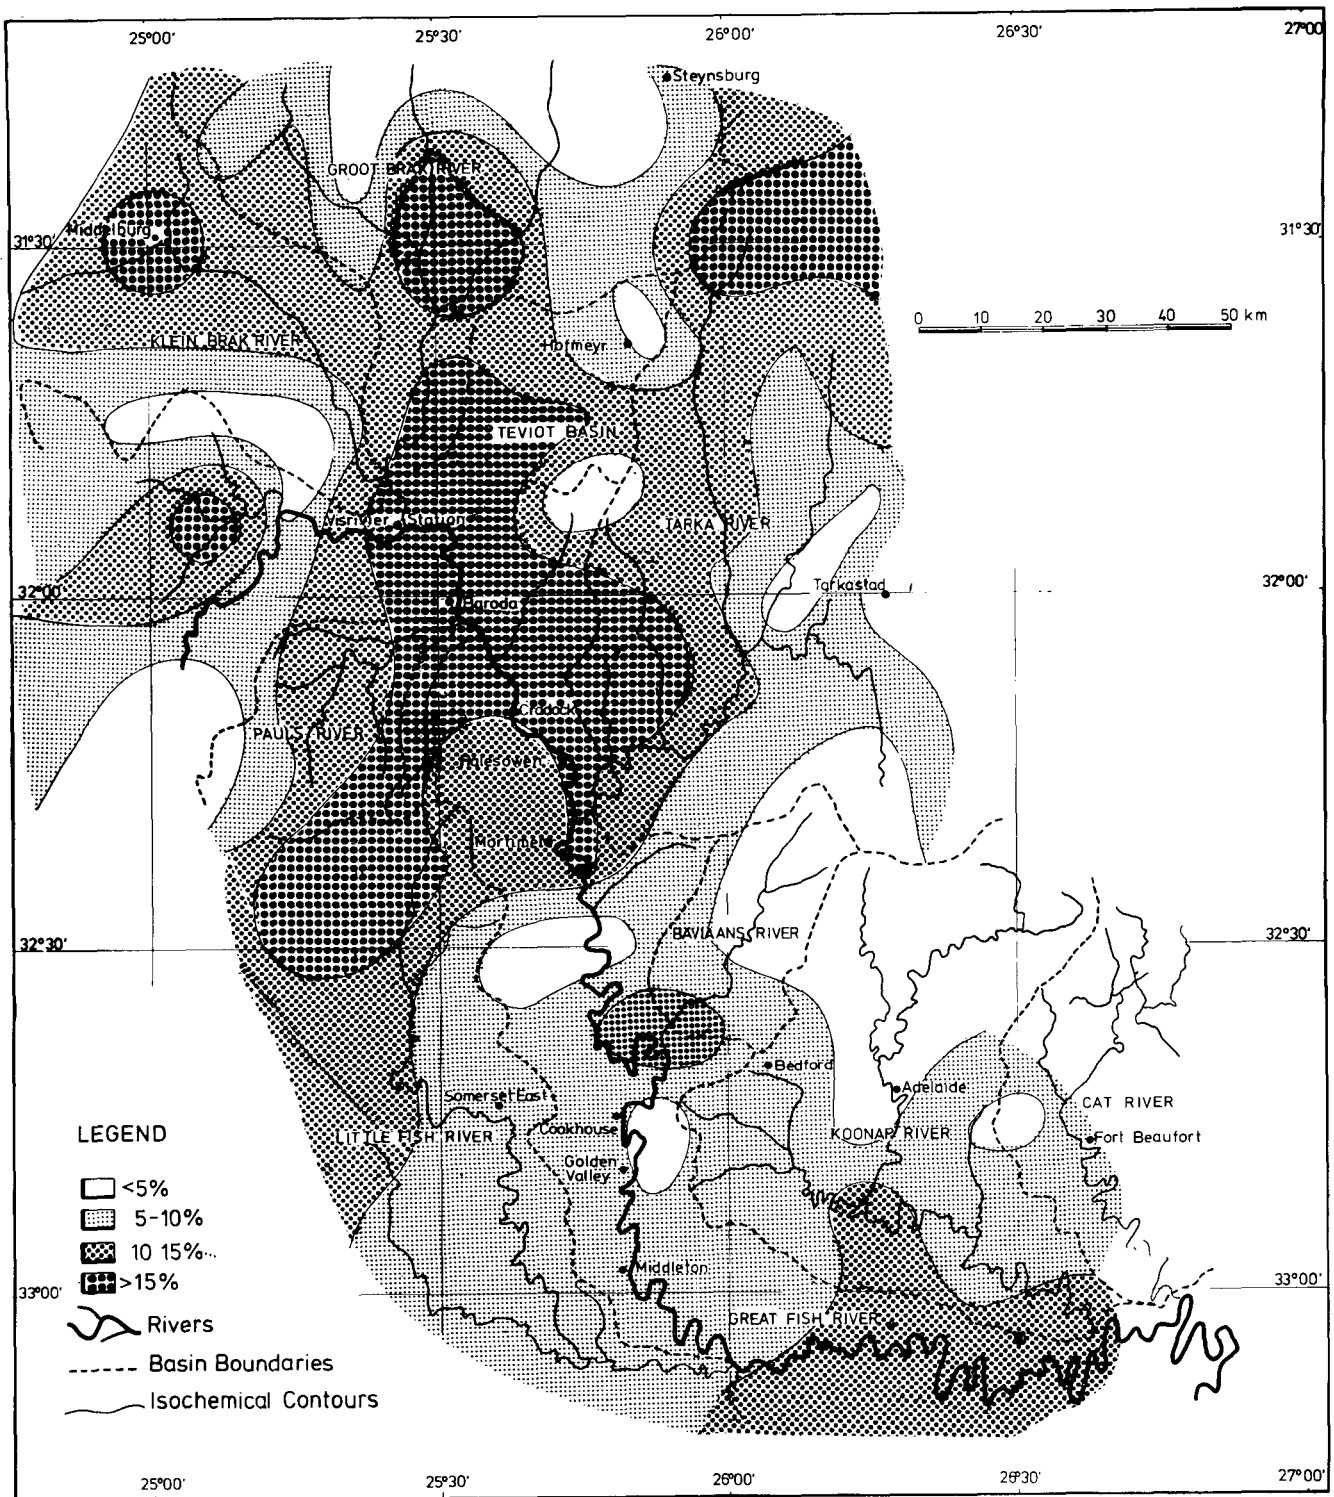 25°00' 25°30' 26°00' 26°30' 27°00'
Steynsburg
GROOT BRAK RIVER
Middelburg
31°30' 31°30'
0 10 20 30 40 50 km
KLEIN BRAK RIVER
Hofmeyr
TEVIOT BASIN
Visrivier Station
TARKA RIVER
32°00' 32°00'
Tarkastad
Baroda
Cradock
PAULS RIVER
Halesowen
Mortimer
32°30' 32°30'
BAVIAANS RIVER
Bedford
Adelaide
Somerset East
CAT RIVER
Cookhouse
KOONAP RIVER
Fort Beaufort
LITTLE FISH RIVER
Golden
Valley
LEGEND
<5%
5-10%
10 15%
>15%
Rivers
Basin Boundaries
Isochemical Contours
Middleton
33°00' 33°00'
GREAT FISH RIVER
25°00' 25°30' 26°00' 26°30' 27°00'